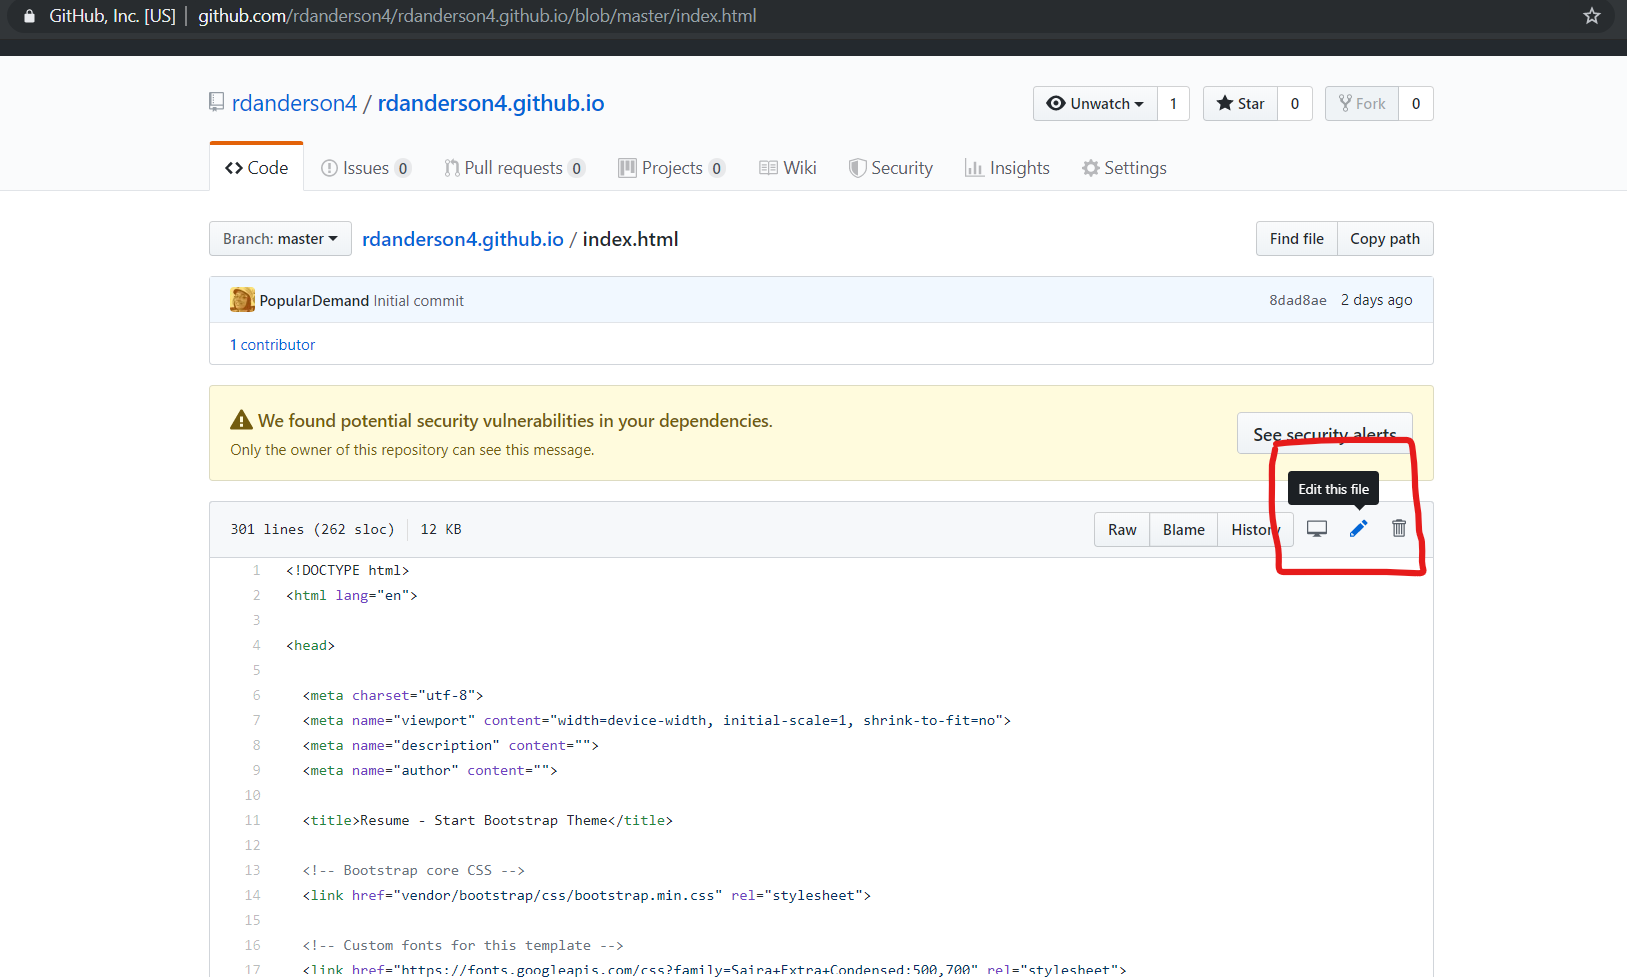 GitHub, Inc. [US] | github.com/rdanderson4/rdanderson4.github.io/blob/master/index.html
rdanderson4 / rdanderson4.github.io
Unwatch 1 Star 0 Fork 0
Code Issues 0 Pull requests 0 Projects 0 Wiki Security Insights Settings
Branch: master rdanderson4.github.io / index.html Find file Copy path
PopularDemand Initial commit 8dad8ae 2 days ago
1 contributor
We found potential security vulnerabilities in your dependencies.
Only the owner of this repository can see this message.
See security alerts
Edit this file
301 lines (262 sloc) 12 KB Raw Blame History
1 <!DOCTYPE html>
2 <html lang="en">
3
4 <head>
5
6 <meta charset="utf-8">
7 <meta name="viewport" content="width=device-width, initial-scale=1, shrink-to-fit=no">
8 <meta name="description" content="">
9 <meta name="author" content="">
10
11 <title>Resume - Start Bootstrap Theme</title>
12
13 <!-- Bootstrap core CSS -->
14 <link href="vendor/bootstrap/css/bootstrap.min.css" rel="stylesheet">
15
16 <!-- Custom fonts for this template -->
17 <link href="https://fonts.googleapis.com/css?family=Saira+Extra+Condensed:500,700" rel="stylesheet">